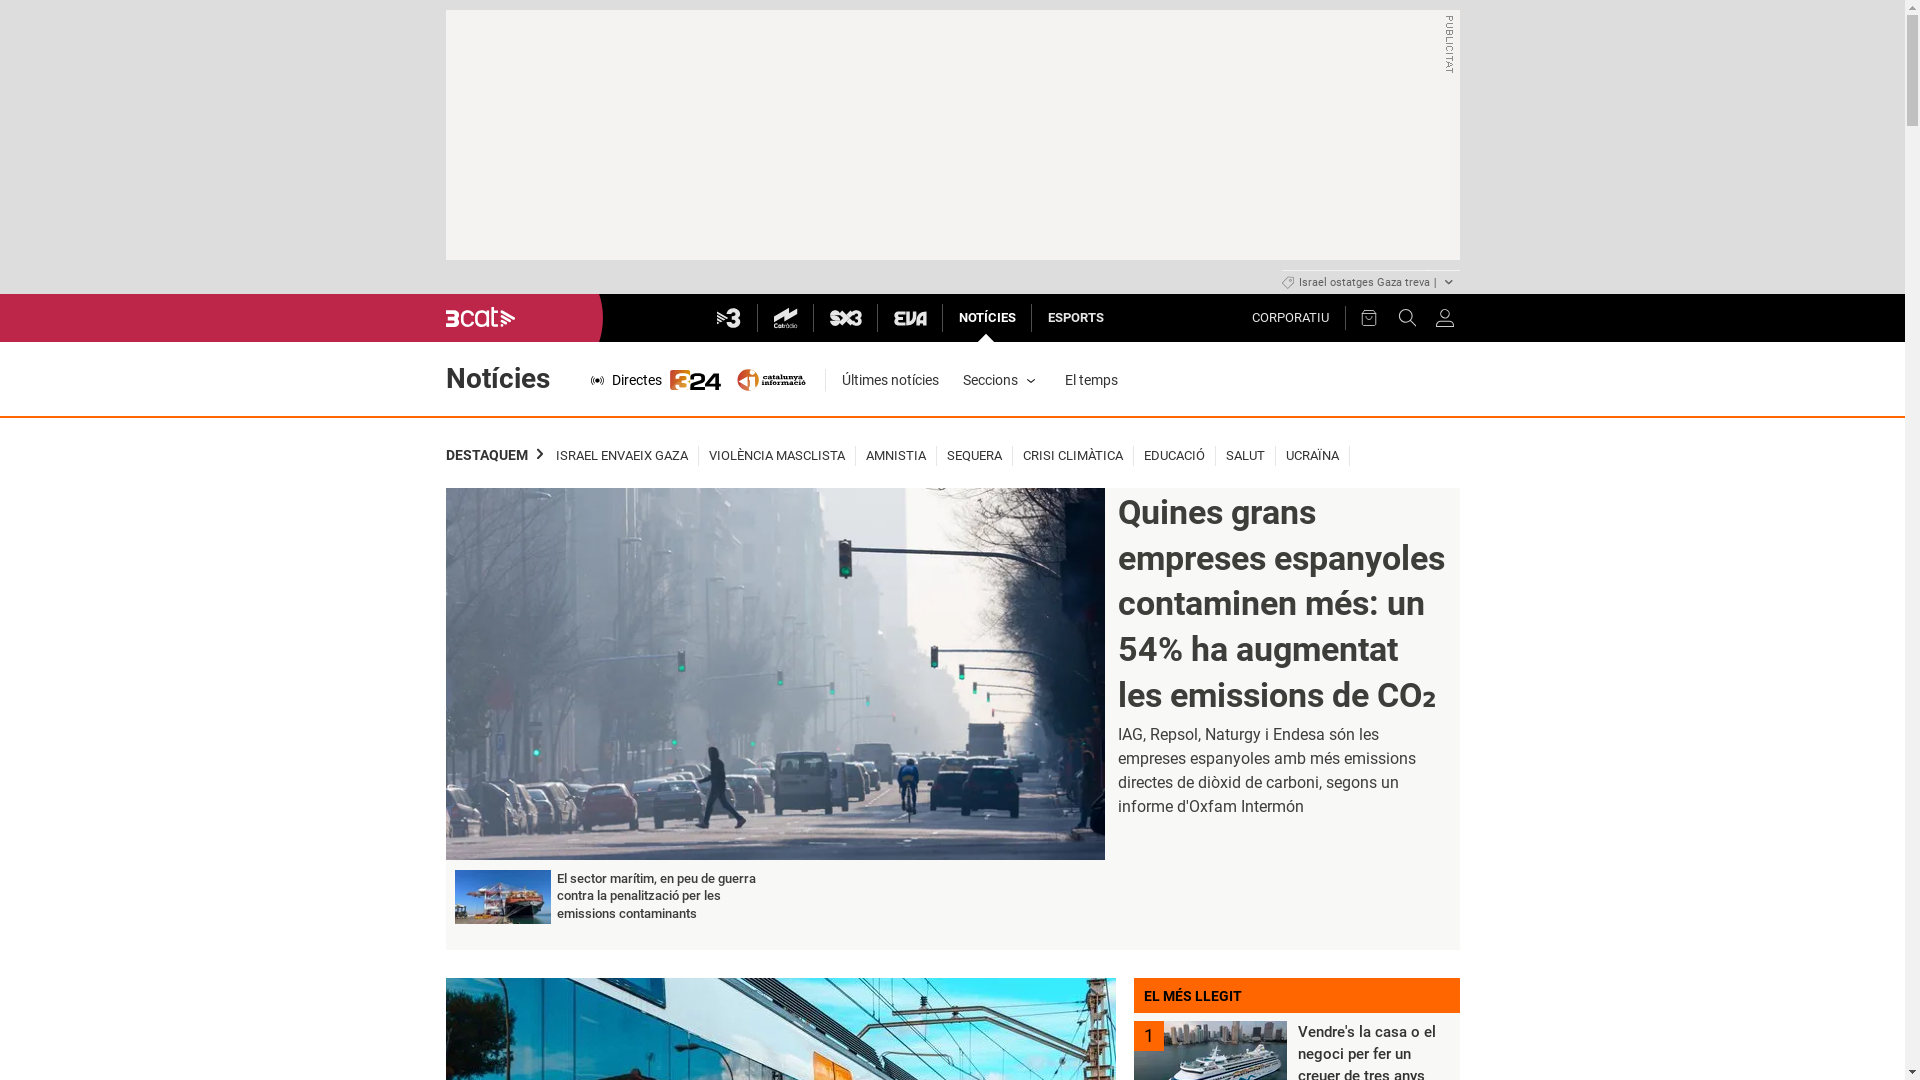 PUBLICITAT
Israel ostatges Gaza treva |
3cat
3
Catràdio
SX3
EVA
NOTÍCIES
ESPORTS
CORPORATIU
Notícies
Directes
324
catalunya
informació
Últimes notícies
Seccions
El temps
DESTAQUEM
ISRAEL ENVAEIX GAZA
VIOLÈNCIA MASCLISTA
AMNISTIA
SEQUERA
CRISI CLIMÀTICA
EDUCACIÓ
SALUT
UCRAÏNA
Quines grans
empreses espanyoles
contaminen més: un
54% ha augmentat
les emissions de CO₂
IAG, Repsol, Naturgy i Endesa són les
empreses espanyoles amb més emissions
directes de diòxid de carboni, segons un
informe d'Oxfam Intermón
El sector marítim, en peu de guerra
contra la penalització per les
emissions contaminants
EL MÉS LLEGIT
1
Vendre's la casa o el
negoci per fer un
creuer de tres anys